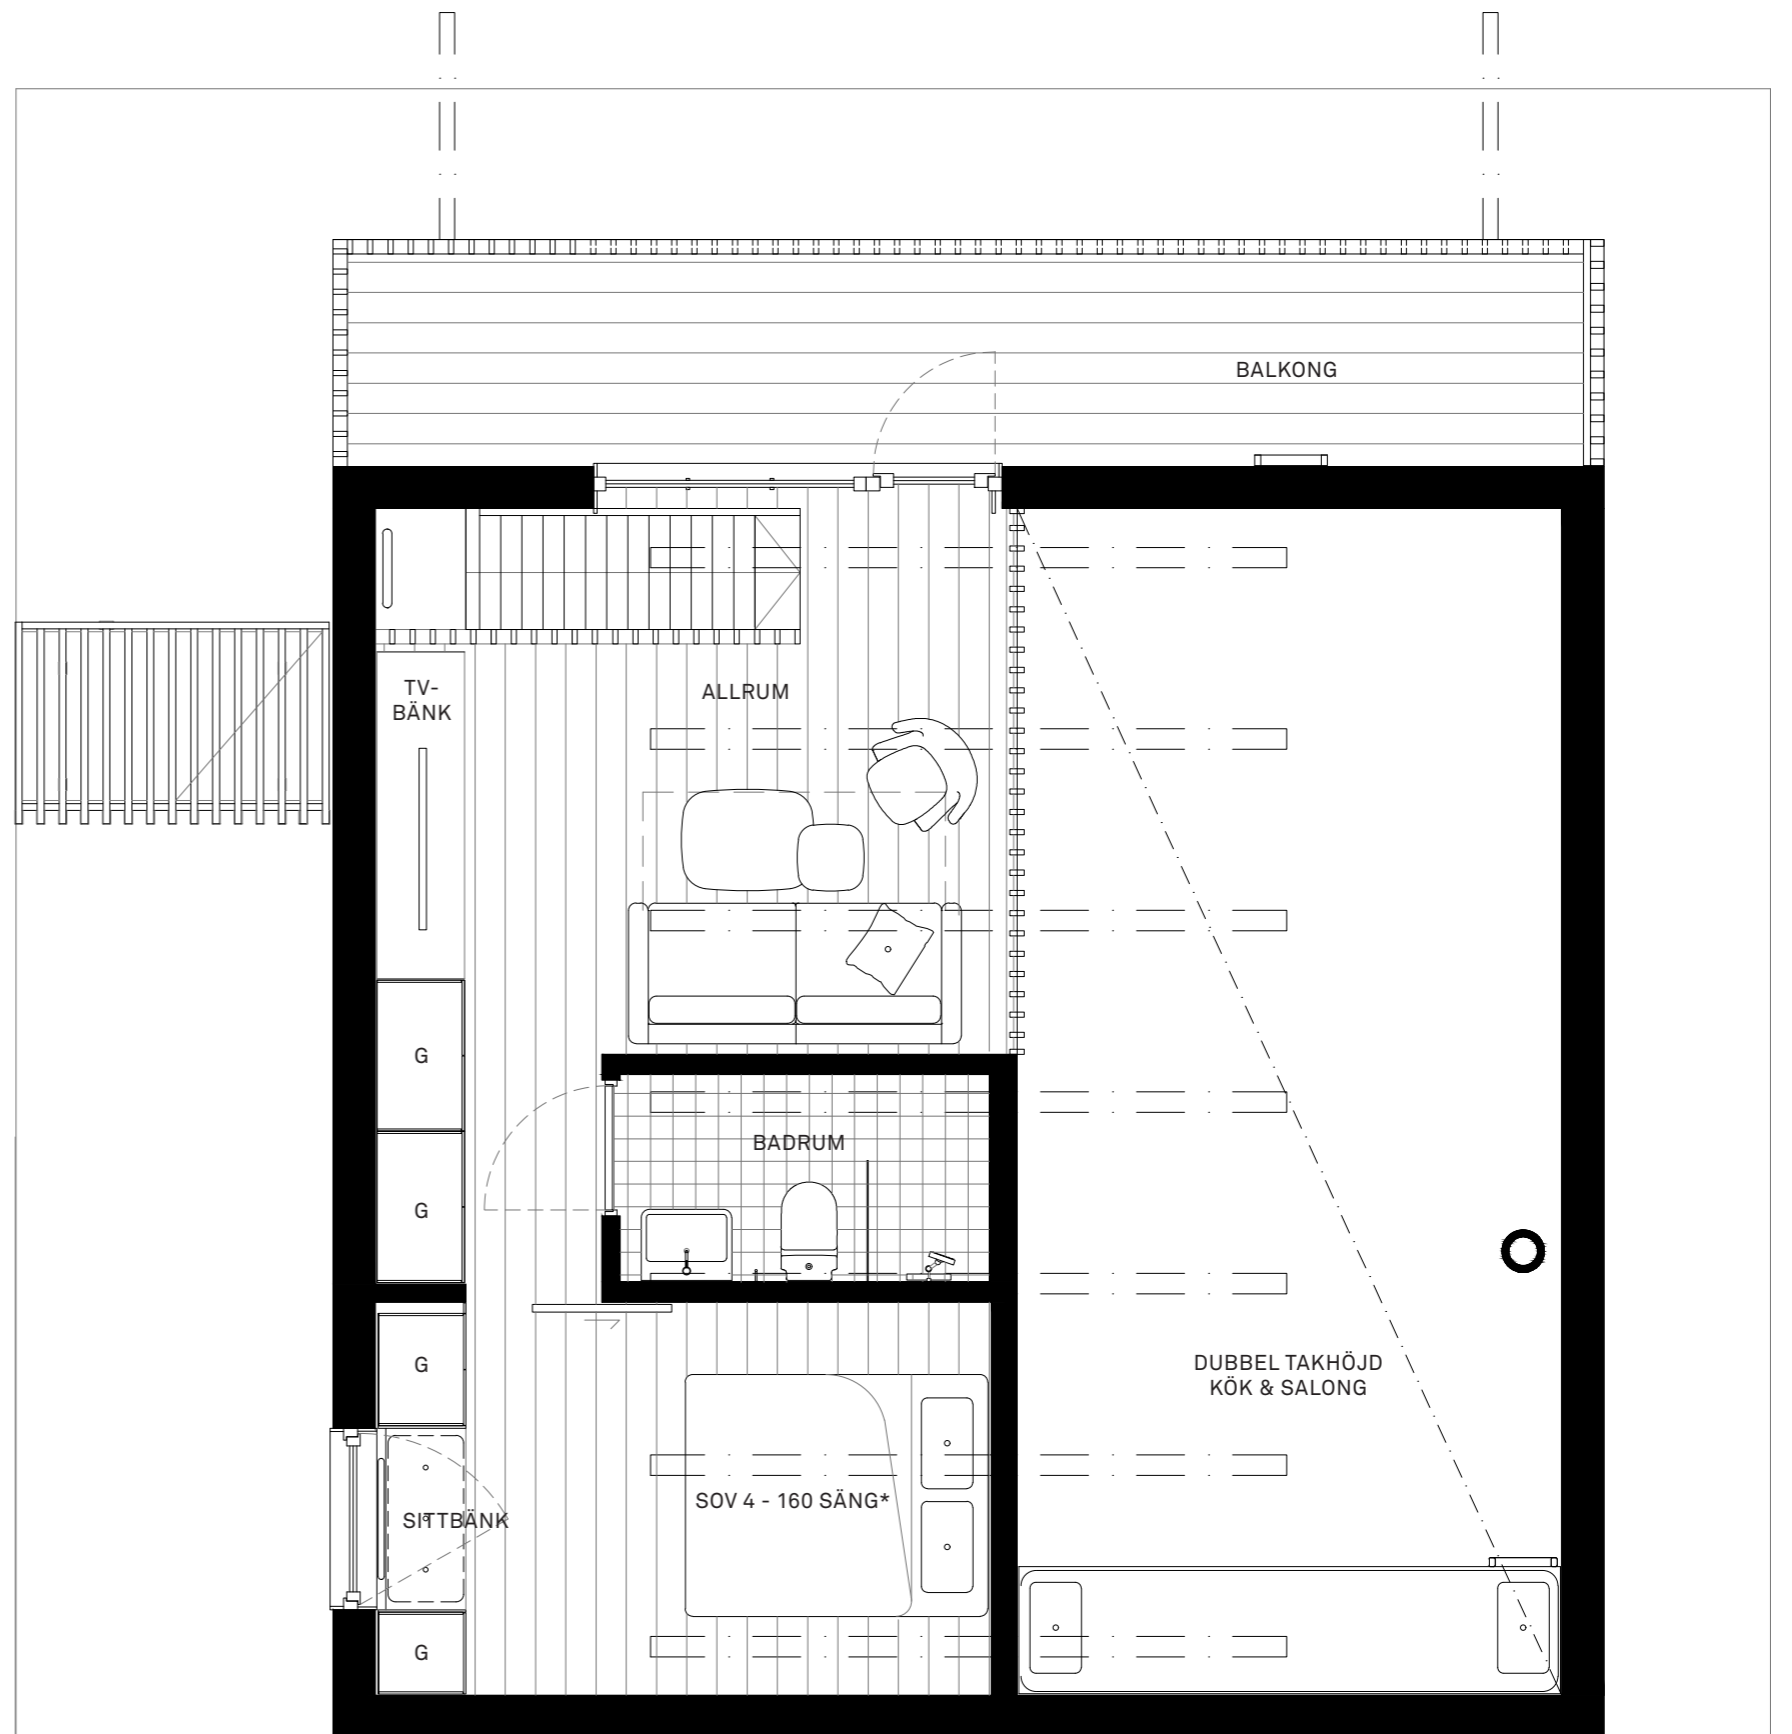 BALKONG
TV-
BÄNK
ALLRUM
G
BADRUM
G
G
DUBBEL TAKHÖJD
KÖK & SALONG
SOV 4 - 160 SÄNG*
SITTBÄNK
G